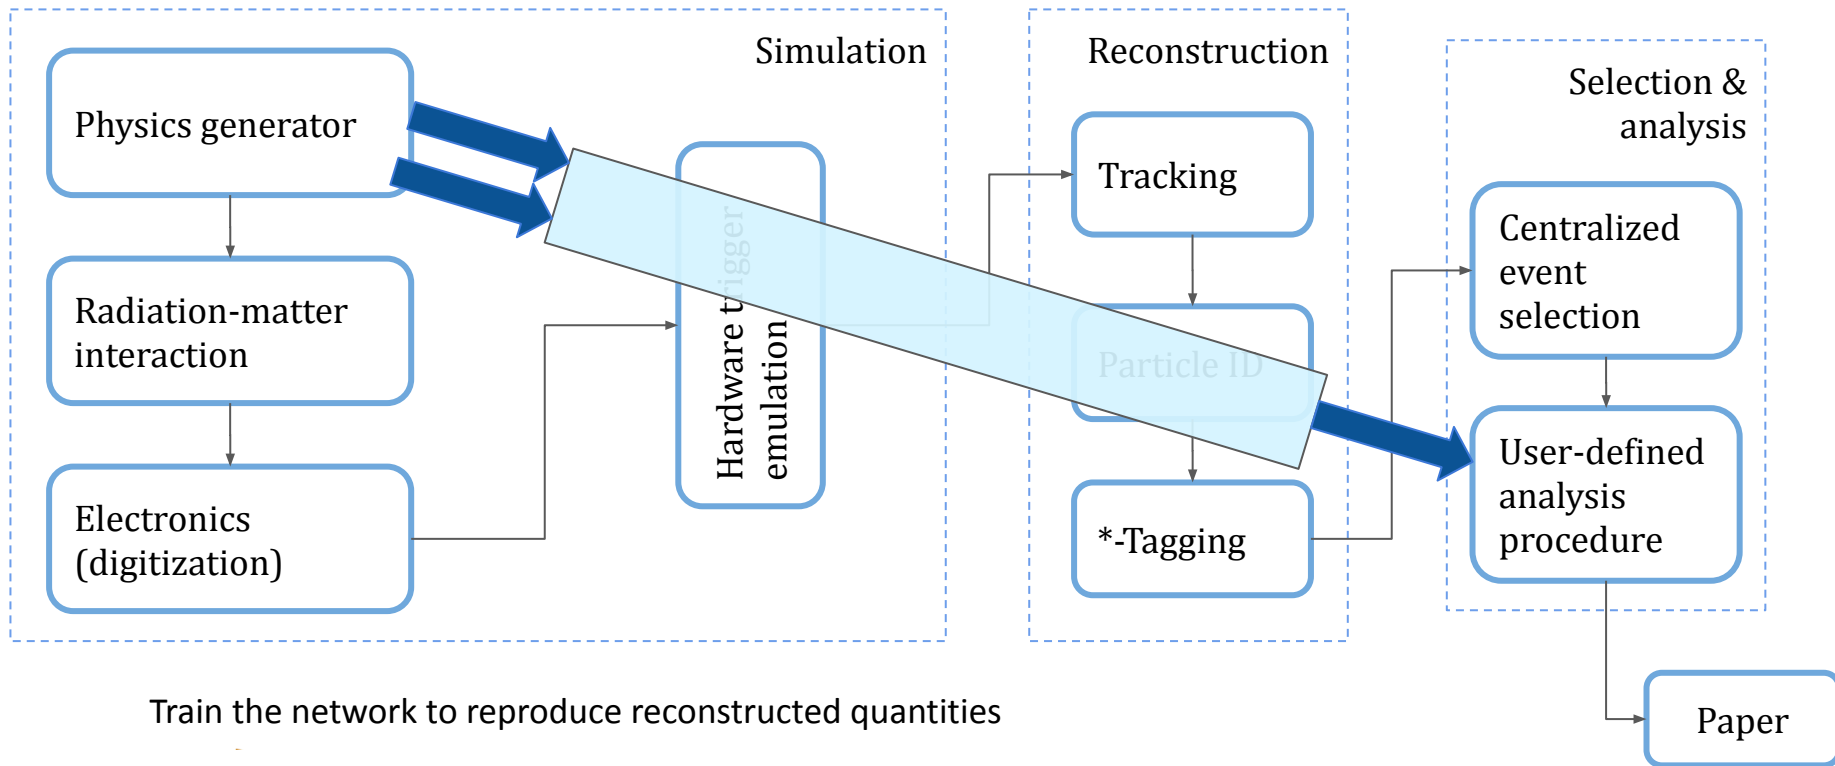 Simulation
Physics generator
Radiation-matter
interaction
Electronics
(digitization)
Hardware trigger
emulation
Reconstruction
Tracking
Particle ID
*-Tagging
Selection &
analysis
Centralized
event
selection
User-defined
analysis
procedure
Paper
Train the network to reproduce reconstructed quantities